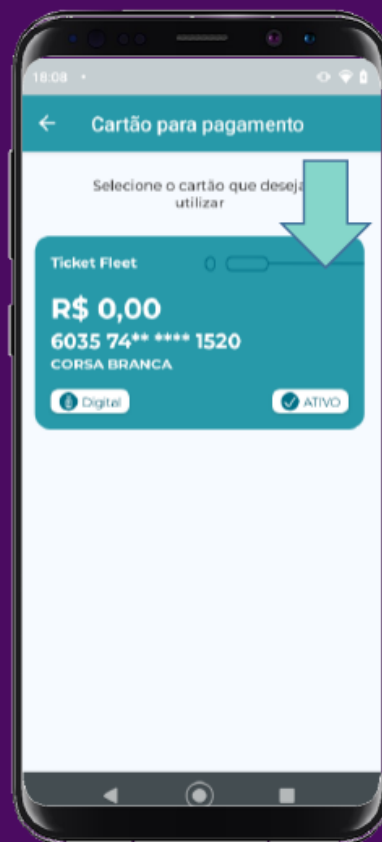 18:08
Cartão para pagamento
Selecione o cartão que deseja
utilizar
Ticket Fleet
R$ 0,00
6035 74** **** 1520
CORSA BRANCA
Digital
ATIVO